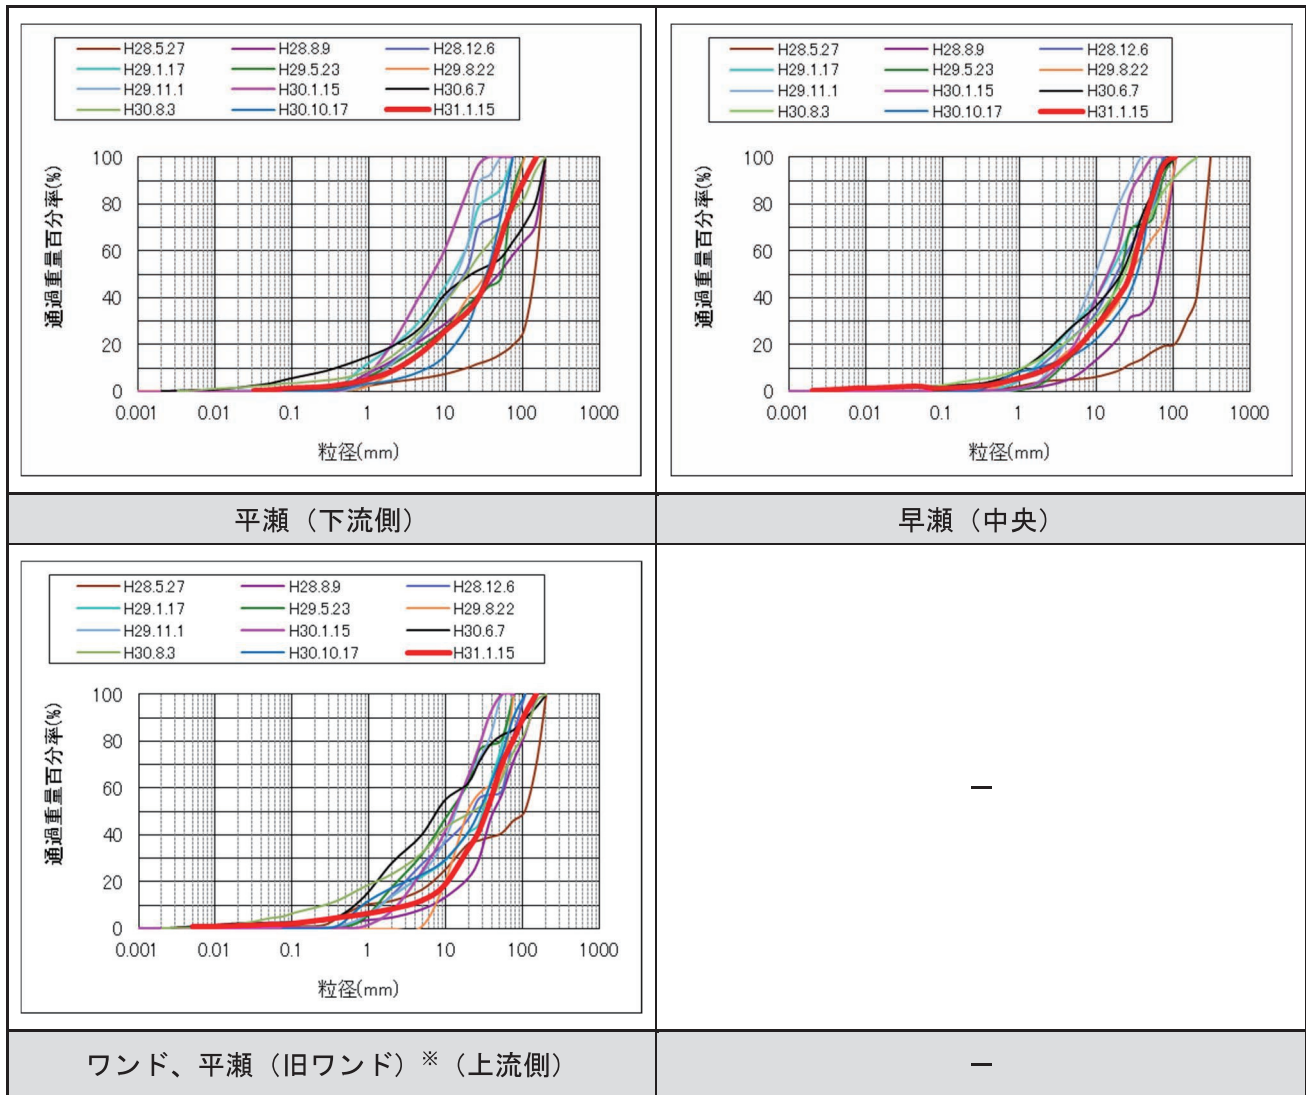 H28.5.27 H28.8.9 H28.12.6
H29.1.17 H29.5.23 H29.8.22
H29.11.1 H30.1.15 H30.6.7
H30.8.3 H30.10.17 H31.1.15
通過重量百分率(%)
100
80
60
40
20
0
0.001 0.01 0.1 1 10 100 1000
粒径(mm)
H28.5.27 H28.8.9 H28.12.6
H29.1.17 H29.5.23 H29.8.22
H29.11.1 H30.1.15 H30.6.7
H30.8.3 H30.10.17 H31.1.15
通過重量百分率(%)
100
80
60
40
20
0
0.001 0.01 0.1 1 10 100 1000
粒径(mm)
平瀬（下流側） 早瀬（中央）
H28.5.27 H28.8.9 H28.12.6
H29.1.17 H29.5.23 H29.8.22
H29.11.1 H30.1.15 H30.6.7
H30.8.3 H30.10.17 H31.1.15
通過重量百分率(%)
100
80
60
40
20
0
0.001 0.01 0.1 1 10 100 1000
粒径(mm)
－
ワンド、平瀬（旧ワンド）※（上流側） －